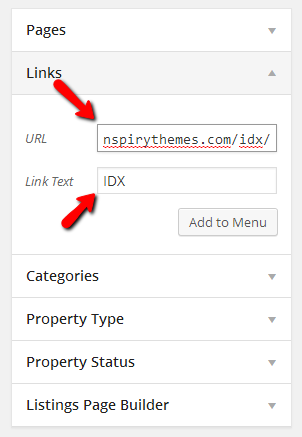 Pages
Links
URL nspirythemes.com/idx/
Link Text IDX
Add to Menu
Categories
Property Type
Property Status
Listings Page Builder